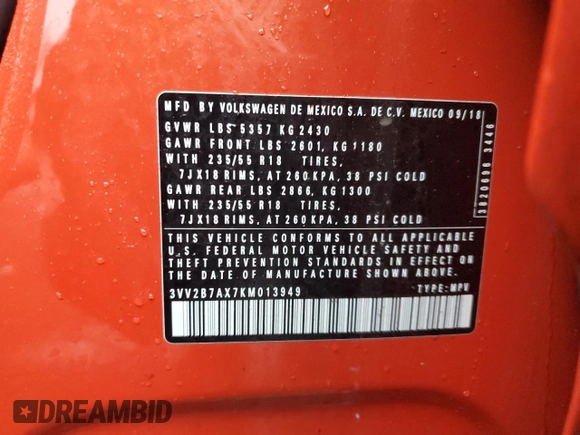 MFD BY VOLKSWAGEN DE MEXICO S.A. DE C.V. MEXICO 09/18
GVWR LBS 5357 KG 2430
GAWR FRONT LBS 2601, KG 1180
WITH 235/55 R18 TIRES,
7JX18 RIMS, AT 260 KPA, 38 PSI COLD
GAWR REAR LBS 2866, KG 1300
WITH 235/55 R18 TIRES,
7JX18 RIMS, AT 260 KPA, 38 PSI COLD
THIS VEHICLE CONFORMS TO ALL APPLICABLE
U.S. FEDERAL MOTOR VEHICLE SAFETY AND
THEFT PREVENTION STANDARDS IN EFFECT ON
THE DATE OF MANUFACTURE SHOWN ABOVE
3VV2B7AX7KM013949 TYPE: MPV
3820696 3446
DREAMBID